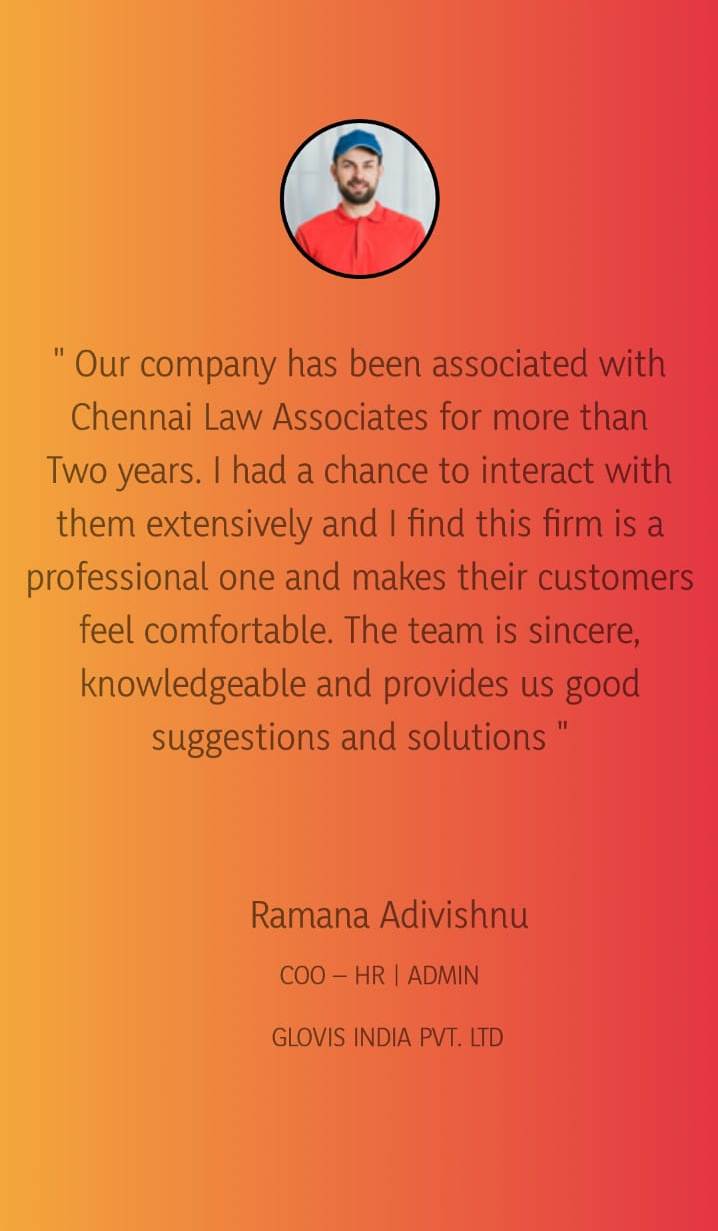 " Our company has been associated with
Chennai Law Associates for more than
Two years. I had a chance to interact with
them extensively and I find this firm is a
professional one and makes their customers
feel comfortable. The team is sincere,
knowledgeable and provides us good
suggestions and solutions "
Ramana Adivishnu
COO – HR | ADMIN
GLOVIS INDIA PVT. LTD